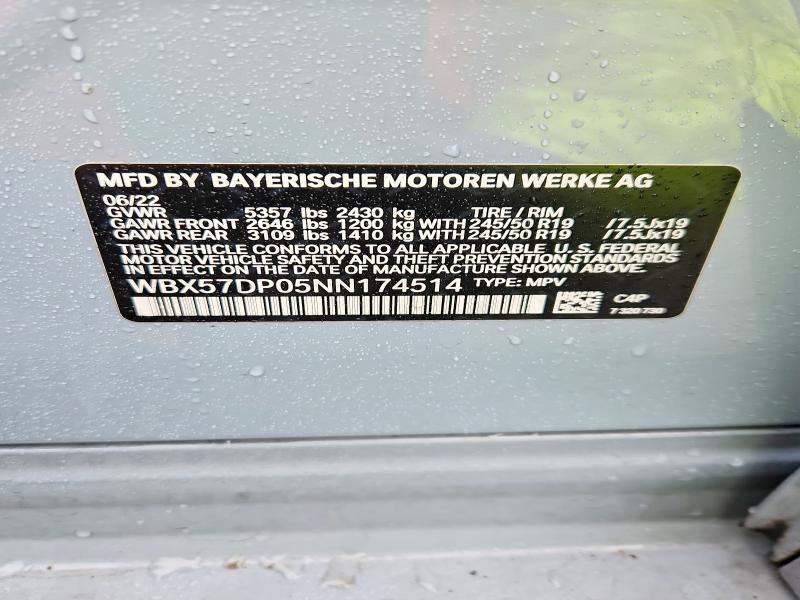 MFD BY BAYERISCHE MOTOREN WERKE AG
06/22
GVWR 5357 lbs 2430 kg TIRE / RIM
GAWR FRONT 2646 lbs 1200 kg WITH 245/50 R19 /7.5Jx19
GAWR REAR 3109 lbs 1410 kg WITH 245/50 R19 /7.5Jx19
THIS VEHICLE CONFORMS TO ALL APPLICABLE U. S. FEDERAL
MOTOR VEHICLE SAFETY AND THEFT PREVENTION STANDARDS
IN EFFECT ON THE DATE OF MANUFACTURE SHOWN ABOVE.
WBX57DP05NN174514 TYPE: MPV
C4P
7 320 730